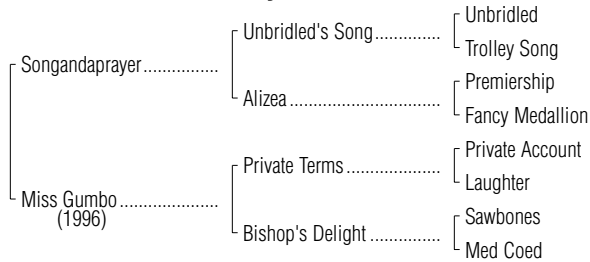 Unbridled
Unbridled's Song..............
Trolley Song
Songandaprayer................
Premiership
Alizea ................................
Fancy Medallion
Private Account
Private Terms ....................
Laughter
Miss Gumbo .....................
(1996)
Sawbones
Bishop's Delight ...............
Med Coed